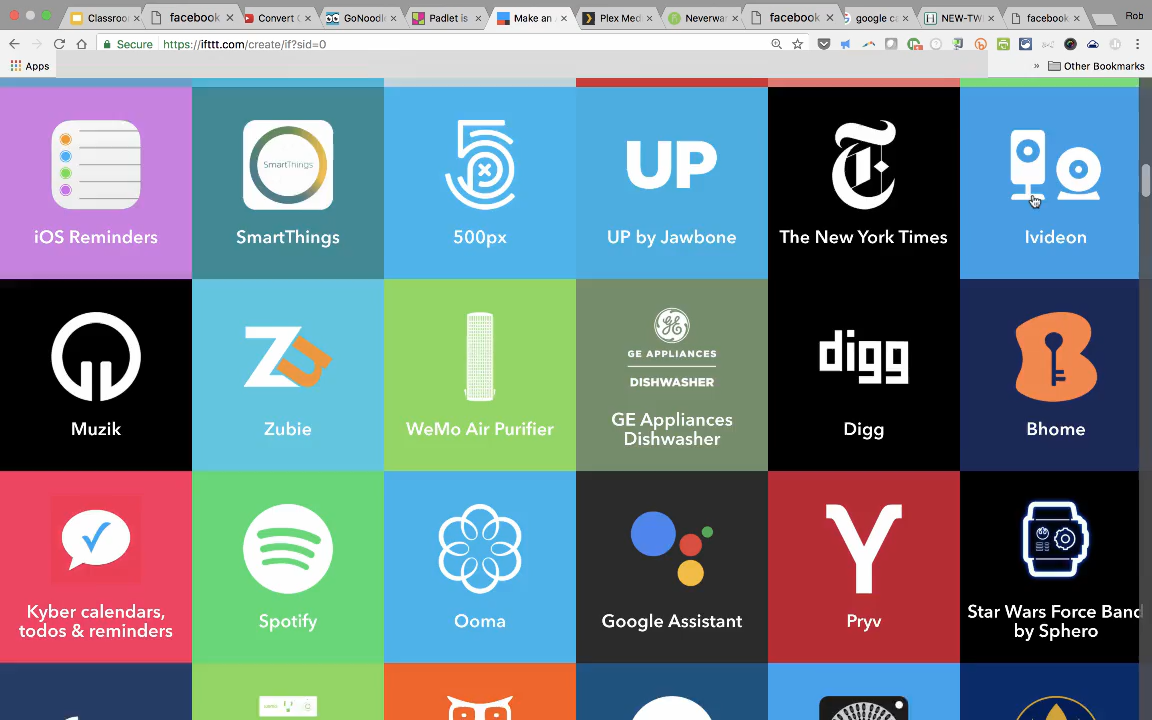 Classroo
facebook
Convert
GoNoodl
Padlet is
Make an
Plex Med
Neverwa
facebook
google c
NEW-TW
facebook
Rob
Secure
https://ifttt.com/create/if?sid=0
Apps
»
Other Bookmarks
SmartThings
5
UP
iOS Reminders
SmartThings
500px
UP by Jawbone
The New York Times
Ivideon
GE APPLIANCES
DISHWASHER
digg
Muzik
Zubie
WeMo Air Purifier
GE Appliances
Dishwasher
Digg
Bhome
Kyber calendars,
todos & reminders
Spotify
Ooma
Google Assistant
Pryv
Star Wars Force Band
by Sphero